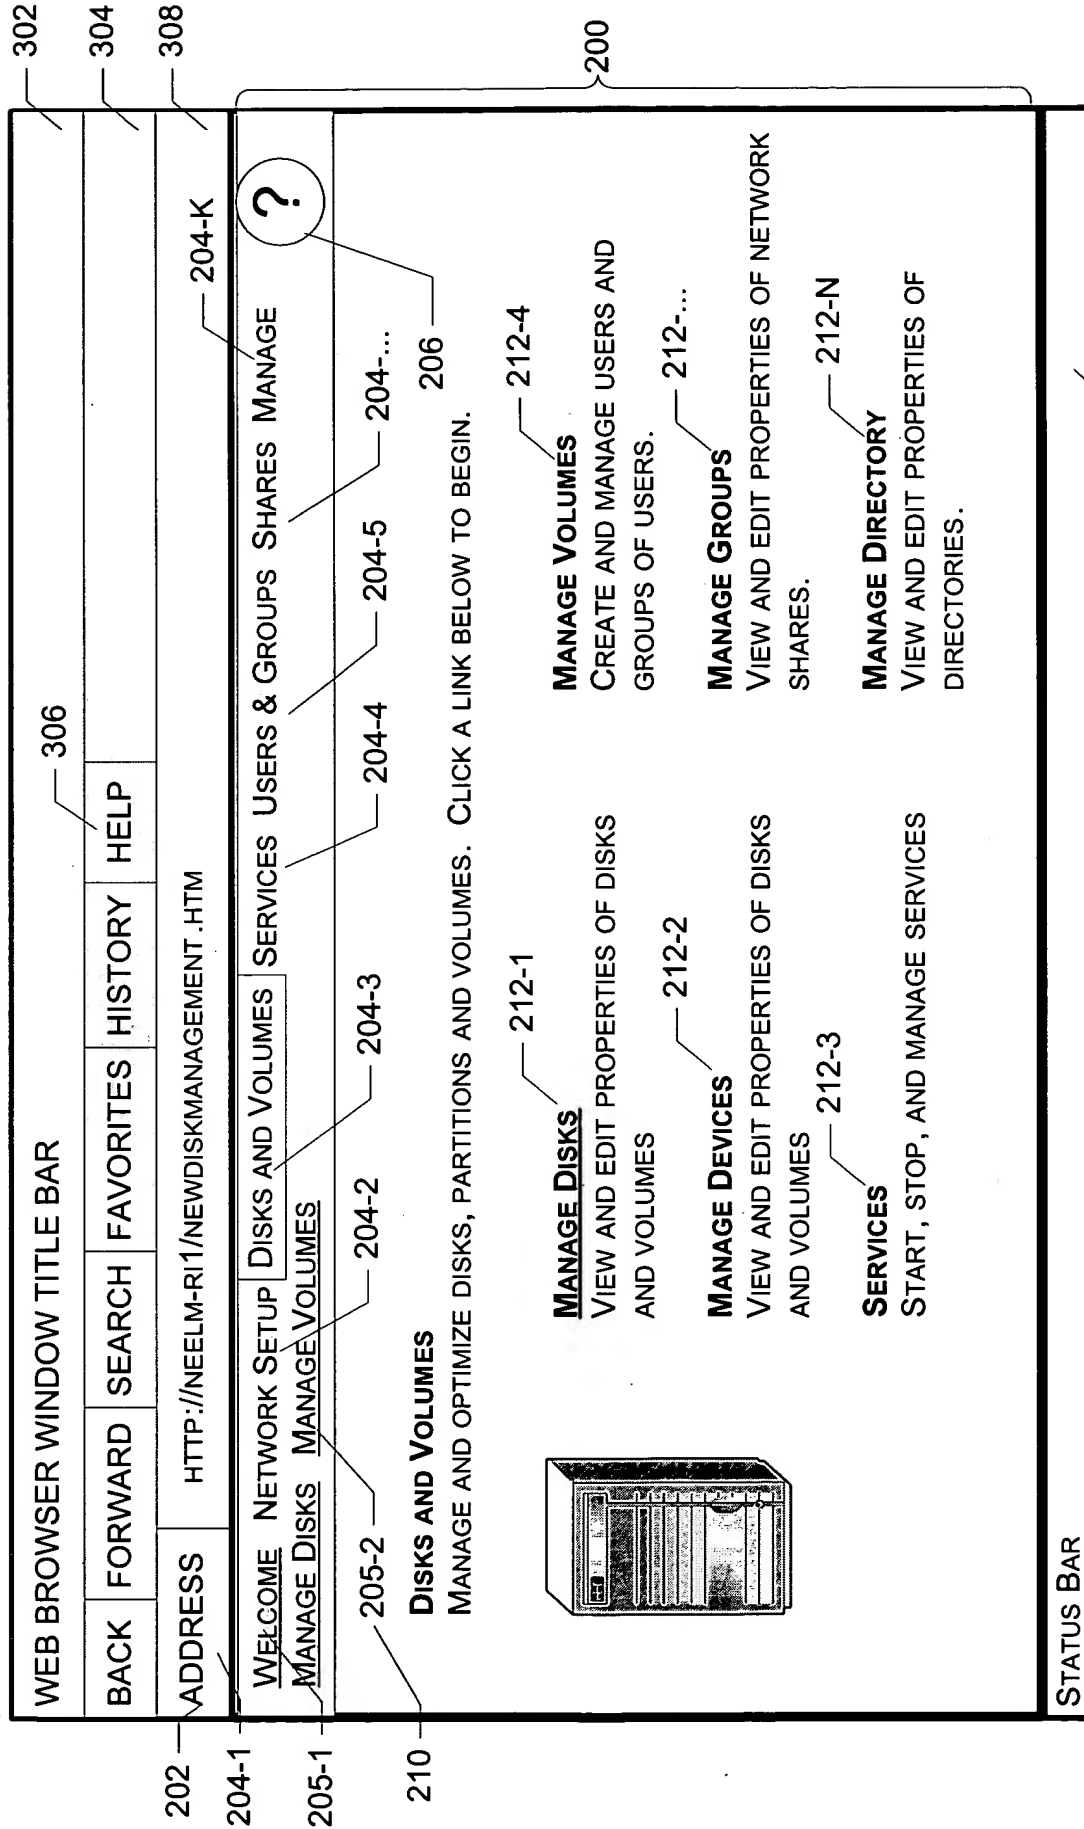 302
304
308
WEB BROWSER WINDOW TITLE BAR
306
BACK FORWARD SEARCH FAVORITES HISTORY HELP
202
ADDRESS HTTP://NEELM-RI1/NEWDISKMANAGEMENT.HTM
204-K
204-1
WELCOME NETWORK SETUP DISKS AND VOLUMES SERVICES USERS & GROUPS SHARES MANAGE ?
MANAGE DISKS MANAGE VOLUMES
205-1
205-2
204-2
204-3
204-4
204-5
204-...
206
200
210
DISKS AND VOLUMES
MANAGE AND OPTIMIZE DISKS, PARTITIONS AND VOLUMES. CLICK A LINK BELOW TO BEGIN.
212-1
MANAGE DISKS
VIEW AND EDIT PROPERTIES OF DISKS
AND VOLUMES
212-2
MANAGE DEVICES
VIEW AND EDIT PROPERTIES OF DISKS
AND VOLUMES
212-3
SERVICES
START, STOP, AND MANAGE SERVICES
212-4
MANAGE VOLUMES
CREATE AND MANAGE USERS AND
GROUPS OF USERS.
212-...
MANAGE GROUPS
VIEW AND EDIT PROPERTIES OF NETWORK
SHARES.
212-N
MANAGE DIRECTORY
VIEW AND EDIT PROPERTIES OF
DIRECTORIES.
STATUS BAR